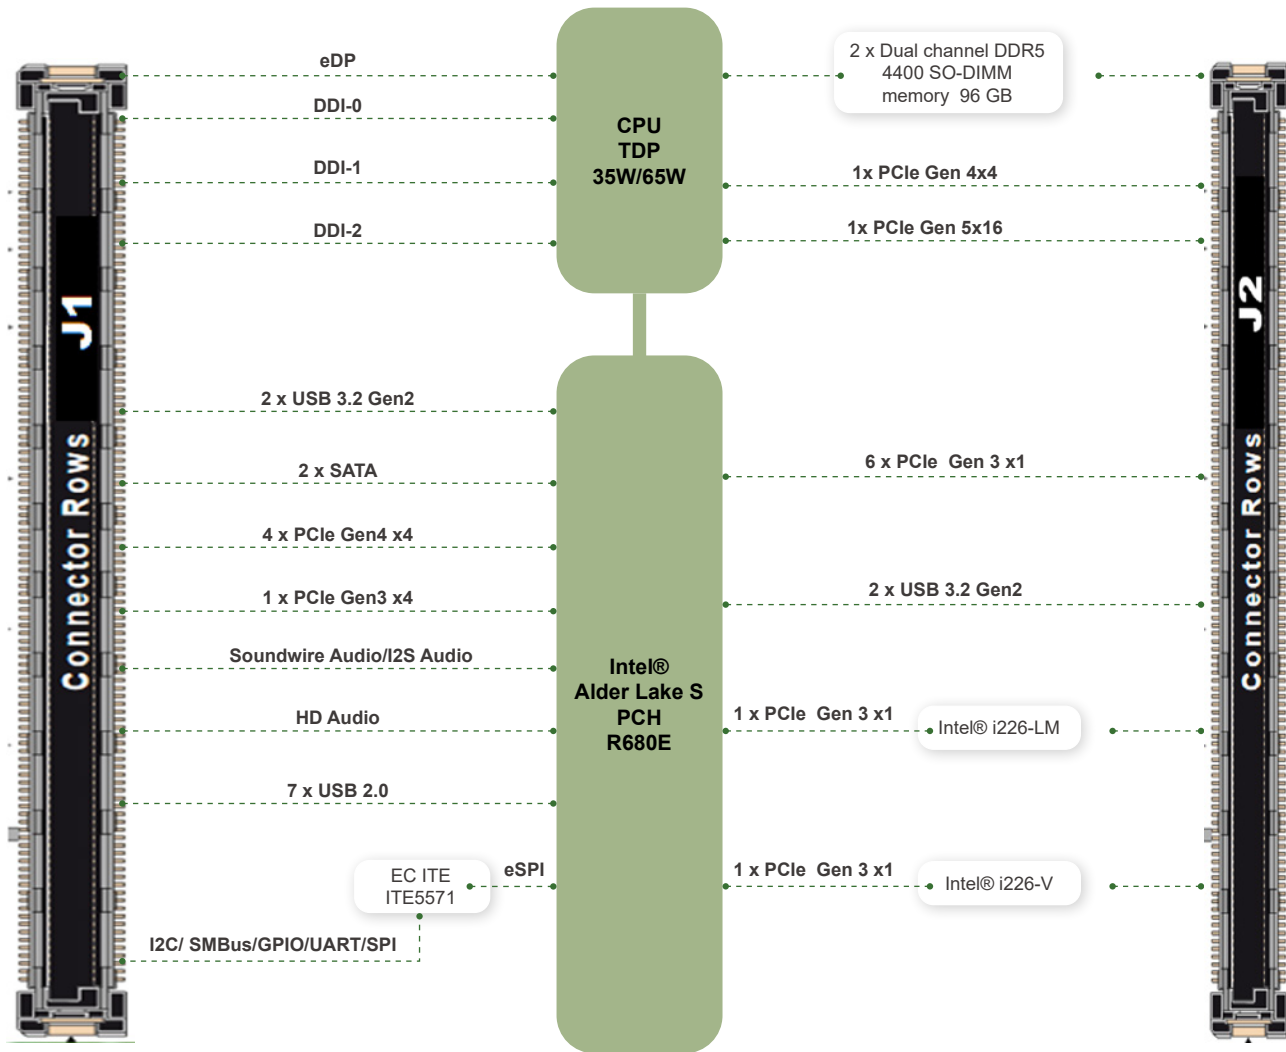 eDP
DDI-0
DDI-1
DDI-2
CPU
TDP
35W/65W
2 x Dual channel DDR5
4400 SO-DIMM
memory 96 GB
1x PCIe Gen 4x4
1x PCIe Gen 5x16
J1
Connector Rows
J2
Connector Rows
2 x USB 3.2 Gen2
2 x SATA
4 x PCIe Gen4 x4
1 x PCIe Gen3 x4
Soundwire Audio/I2S Audio
HD Audio
7 x USB 2.0
eSPI
EC ITE
ITE5571
I2C/ SMBus/GPIO/UART/SPI
Intel®
Alder Lake S
PCH
R680E
6 x PCIe Gen 3 x1
2 x USB 3.2 Gen2
1 x PCIe Gen 3 x1
Intel® i226-LM
1 x PCIe Gen 3 x1
Intel® i226-V